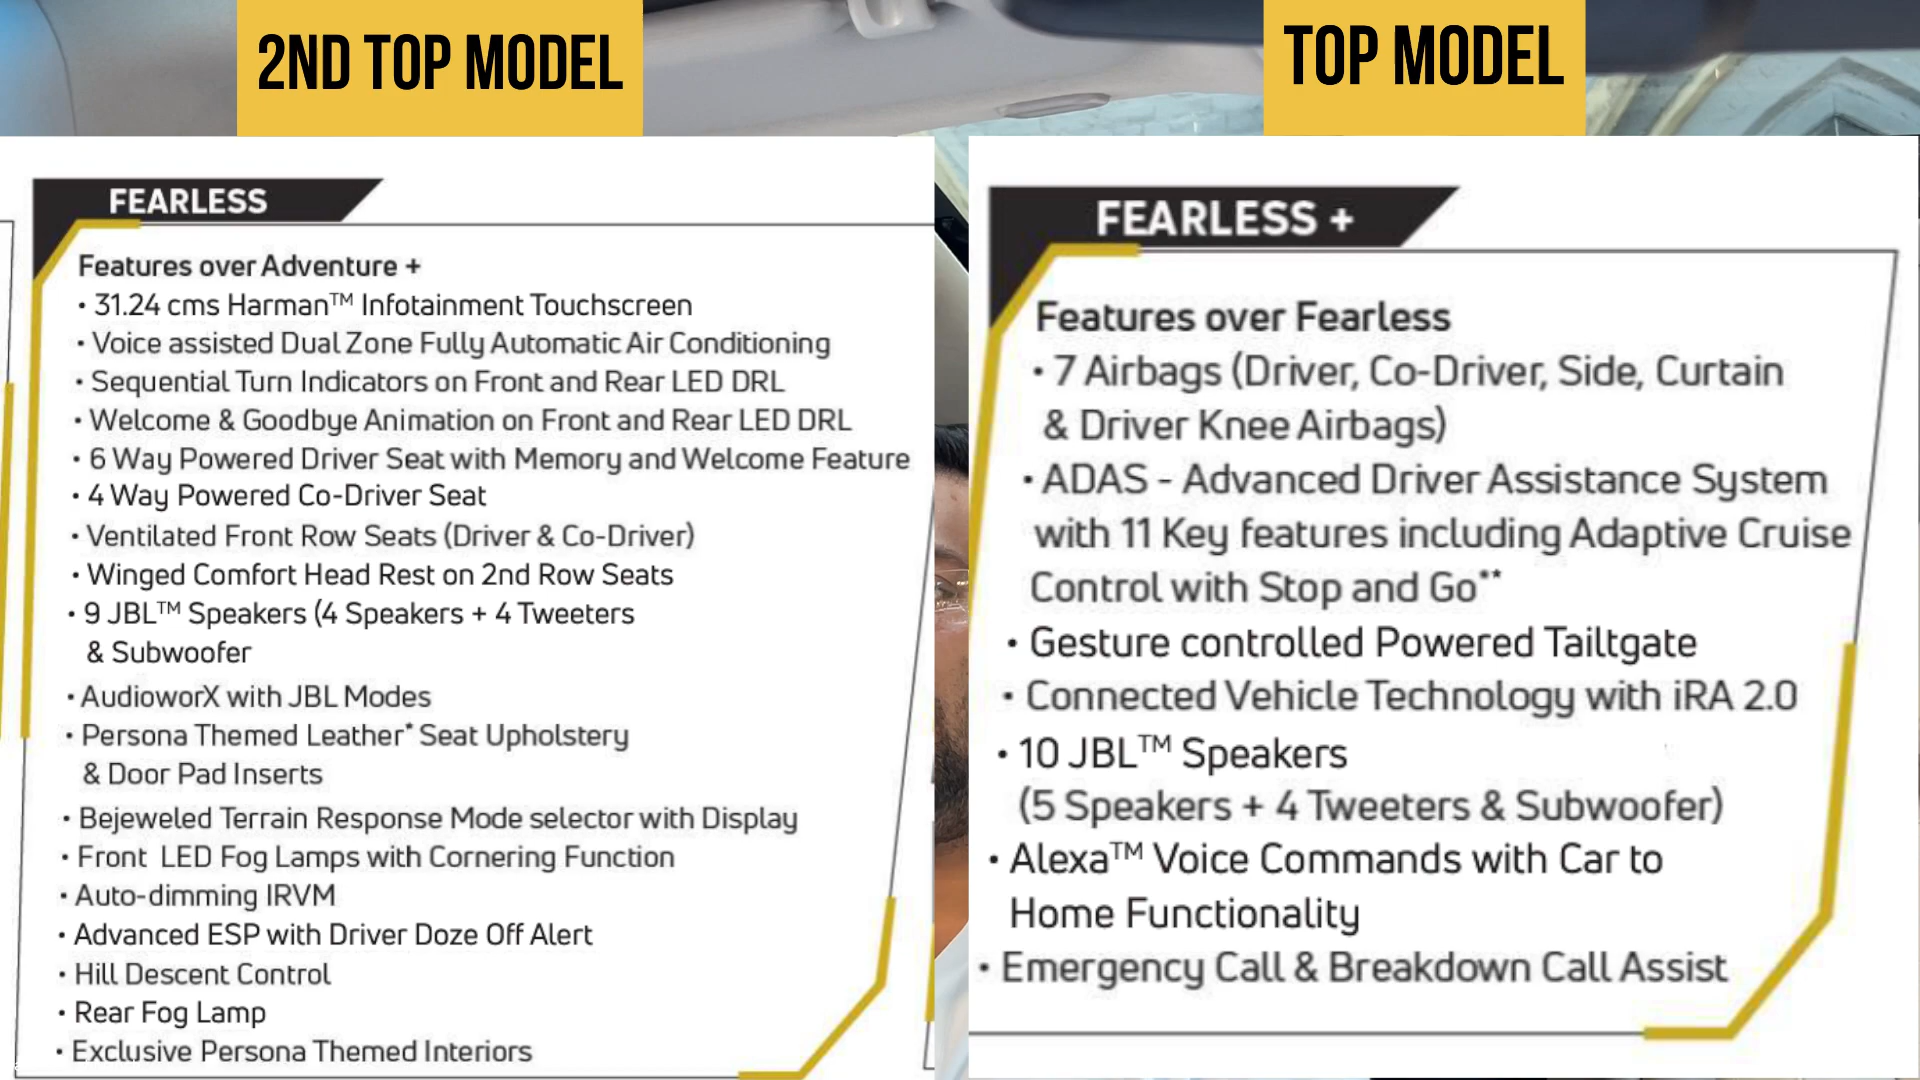 2ND TOP MODEL
FEARLESS
Features over Adventure +
• 31.24 cms Harman™ Infotainment Touchscreen
• Voice assisted Dual Zone Fully Automatic Air Conditioning
• Sequential Turn Indicators on Front and Rear LED DRL
• Welcome & Goodbye Animation on Front and Rear LED DRL
• 6 Way Powered Driver Seat with Memory and Welcome Feature
• 4 Way Powered Co-Driver Seat
• Ventilated Front Row Seats (Driver & Co-Driver)
• Winged Comfort Head Rest on 2nd Row Seats
• 9 JBL™ Speakers (4 Speakers + 4 Tweeters
& Subwoofer
• AudioworX with JBL Modes
• Persona Themed Leather* Seat Upholstery
& Door Pad Inserts
• Bejeweled Terrain Response Mode selector with Display
• Front LED Fog Lamps with Cornering Function
• Auto-dimming IRVM
• Advanced ESP with Driver Doze Off Alert
• Hill Descent Control
• Rear Fog Lamp
• Exclusive Persona Themed Interiors
TOP MODEL
FEARLESS +
Features over Fearless
• 7 Airbags (Driver, Co-Driver, Side, Curtain
& Driver Knee Airbags)
• ADAS - Advanced Driver Assistance System
with 11 Key features including Adaptive Cruise
Control with Stop and Go**
• Gesture controlled Powered Tailtgate
• Connected Vehicle Technology with iRA 2.0
• 10 JBL™ Speakers
(5 Speakers + 4 Tweeters & Subwoofer)
• Alexa™ Voice Commands with Car to
Home Functionality
• Emergency Call & Breakdown Call Assist